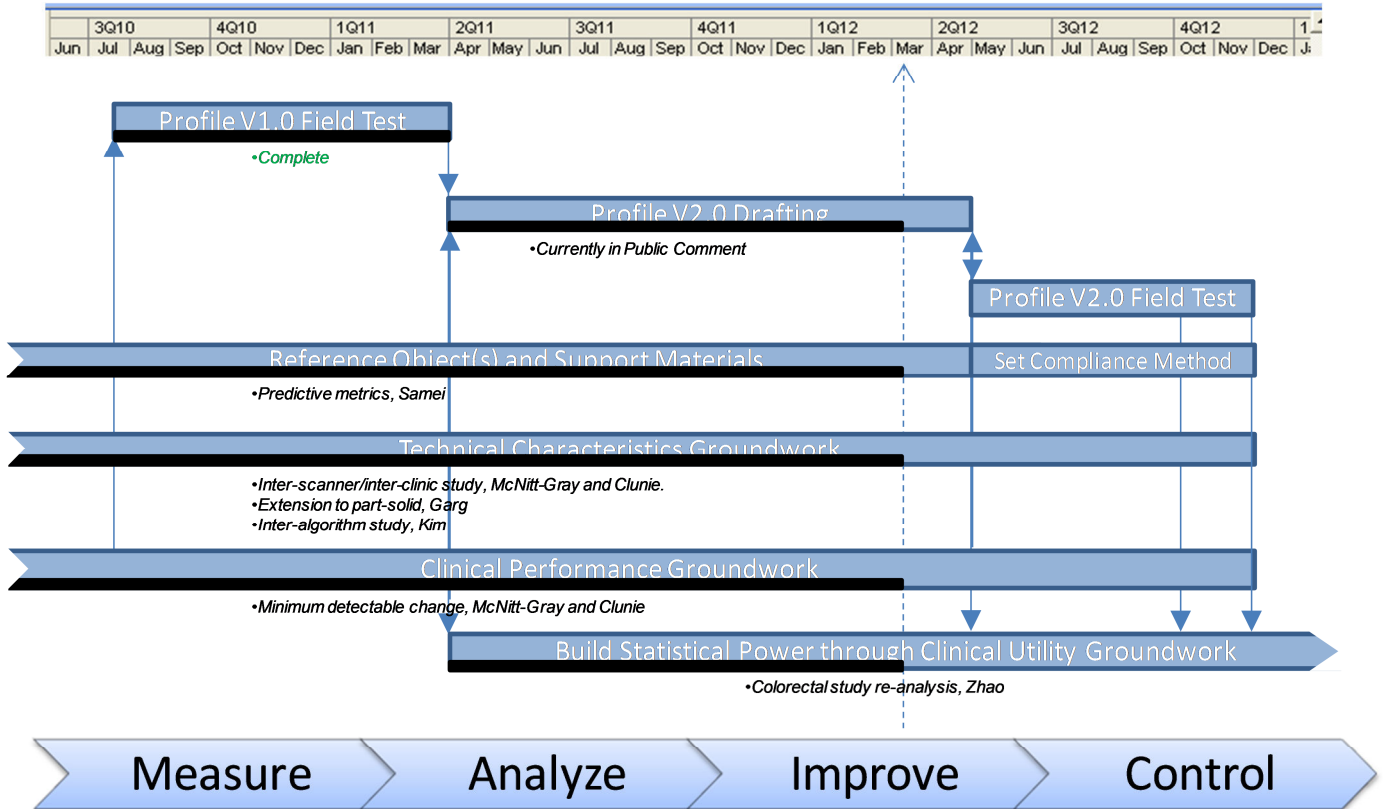 3Q10 4Q10 1Q11 2Q11 3Q11 4Q11 1Q12 2Q12 3Q12 4Q12 1
Jun Jul Aug Sep Oct Nov Dec Jan Feb Mar Apr May Jun Jul Aug Sep Oct Nov Dec Jan Feb Mar Apr May Jun Jul Aug Sep Oct Nov Dec
Profile V1.0 Field Test
•Complete
Profile V2.0 Drafting
•Currently in Public Comment
Profile V2.0 Field Test
Reference Object(s) and Support Materials
Set Compliance Method
•Predictive metrics, Samei
Technical Characteristics Groundwork
•Inter-scanner/inter-clinic study, McNitt-Gray and Clunie.
•Extension to part-solid, Garg
•Inter-algorithm study, Kim
Clinical Performance Groundwork
•Minimum detectable change, McNitt-Gray and Clunie
Build Statistical Power through Clinical Utility Groundwork
•Colorectal study re-analysis, Zhao
Measure
Analyze
Improve
Control